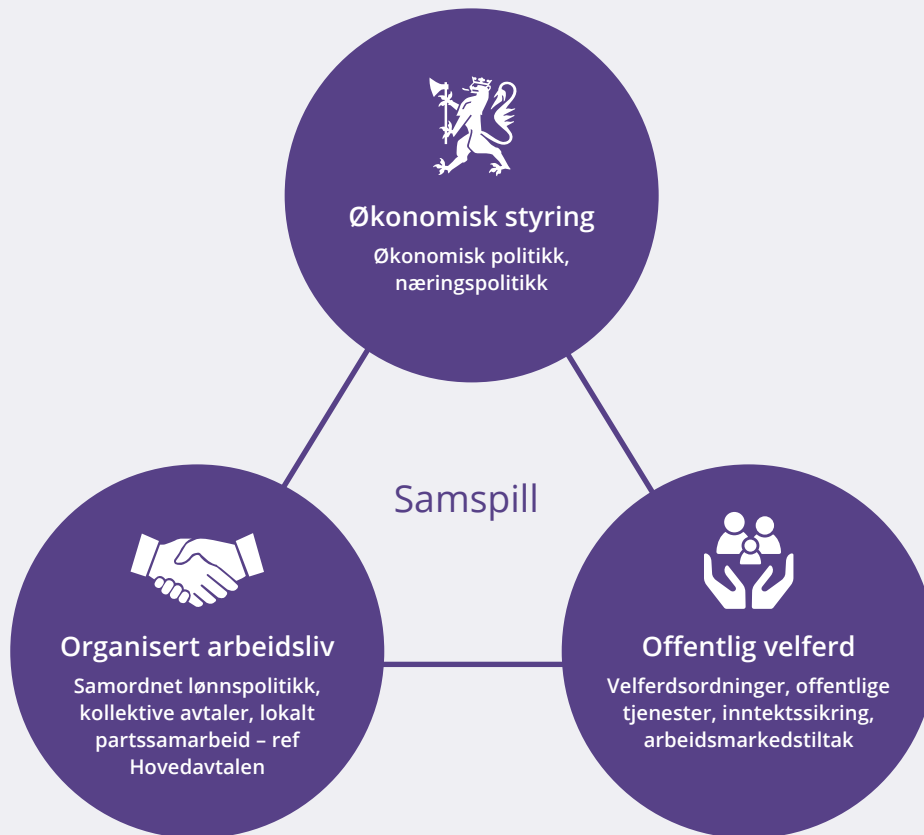 Økonomisk styring
Økonomisk politikk,
næringspolitikk
Samspill
Organisert arbeidsliv
Samordnet lønnspolitikk,
kollektive avtaler, lokalt
partssamarbeid – ref
Hovedavtalen
Offentlig velferd
Velferdsordninger, offentlige
tjenester, inntektssikring,
arbeidsmarkedstiltak